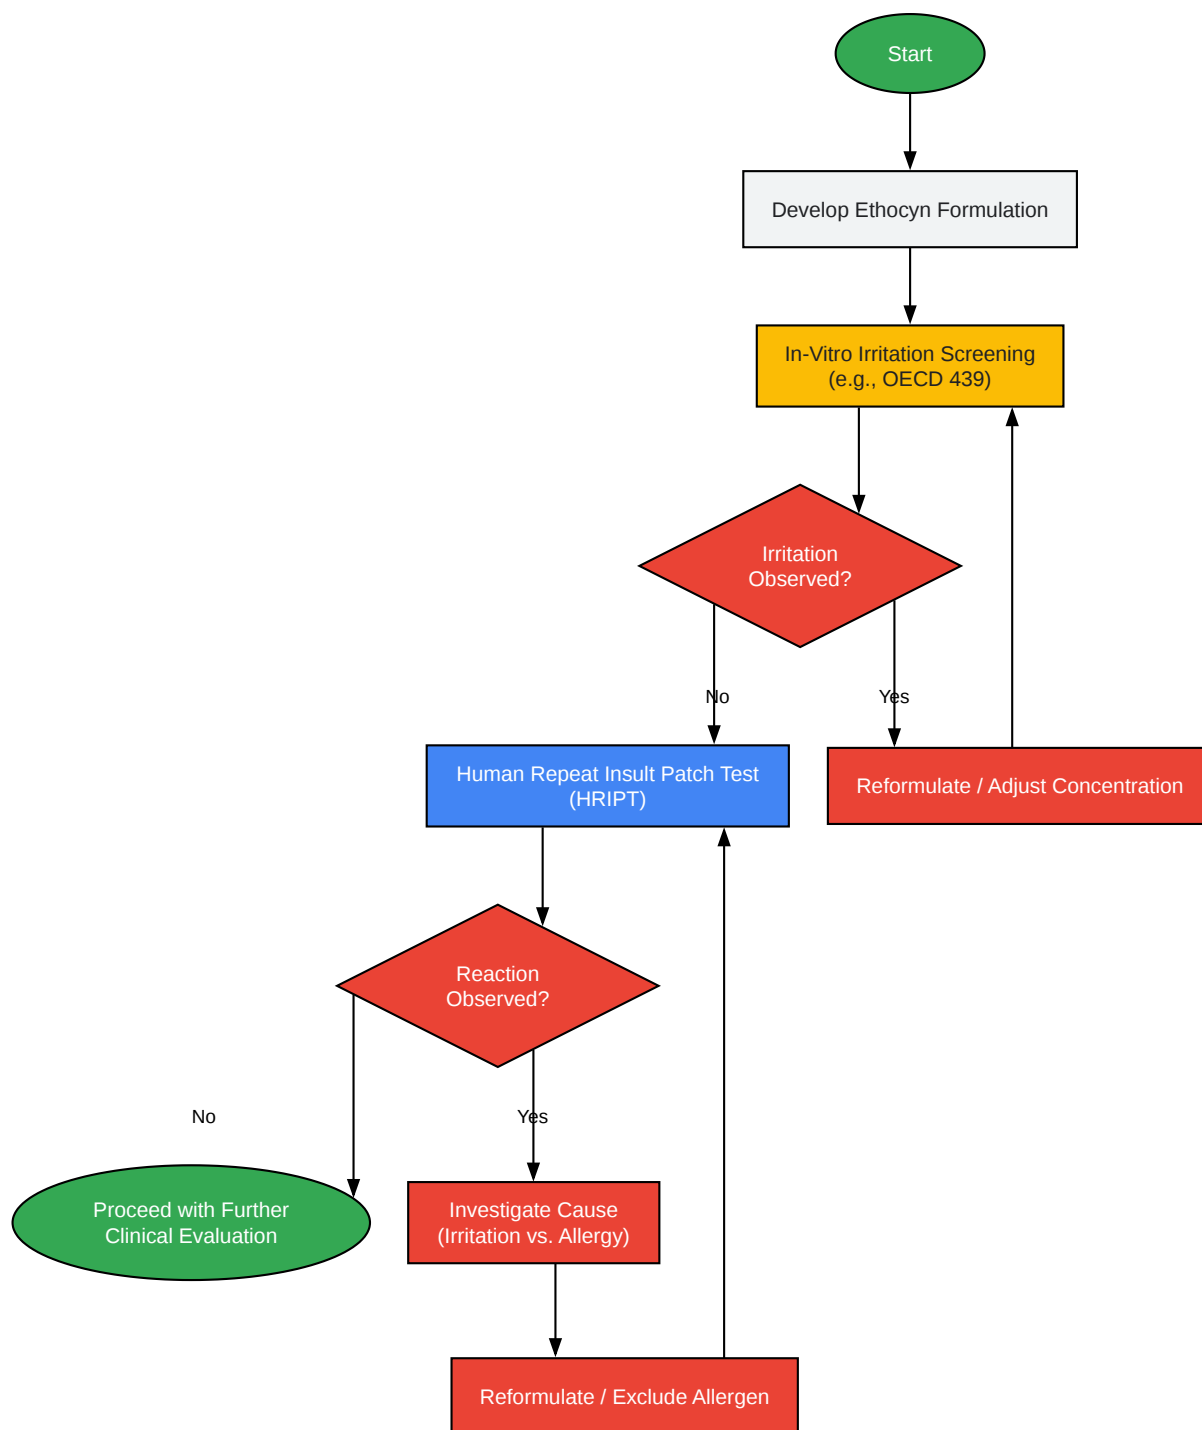 Start
Develop Ethocyn Formulation
In-Vitro Irritation Screening
(e.g., OECD 439)
Irritation
Observed?
No
Yes
Human Repeat Insult Patch Test
(HRIPT)
Reformulate / Adjust Concentration
Reaction
Observed?
No
Yes
Proceed with Further
Clinical Evaluation
Investigate Cause
(Irritation vs. Allergy)
Reformulate / Exclude Allergen